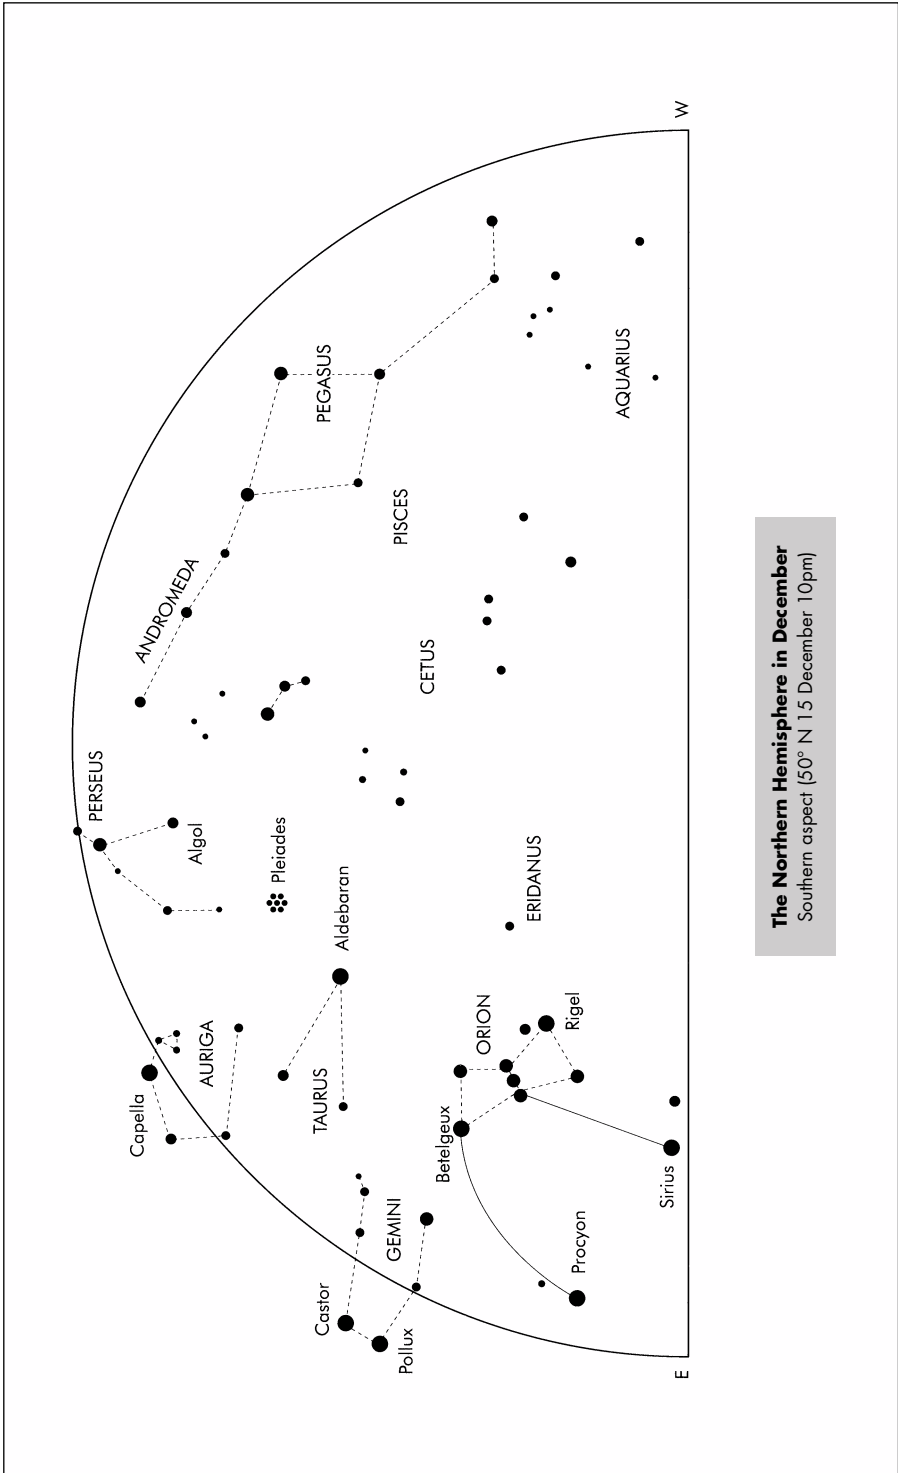 W
PEGASUS
AQUARIUS
PISCES
ANDROMEDA
CETUS
PERSEUS
Algol
Pleiades
Aldebaran
ERIDANUS
AURIGA
Capella
TAURUS
ORION
Rigel
Betelgeux
Sirius
GEMINI
Procyon
Castor
Pollux
E
The Northern Hemisphere in December
Southern aspect (50° N 15 December 10pm)